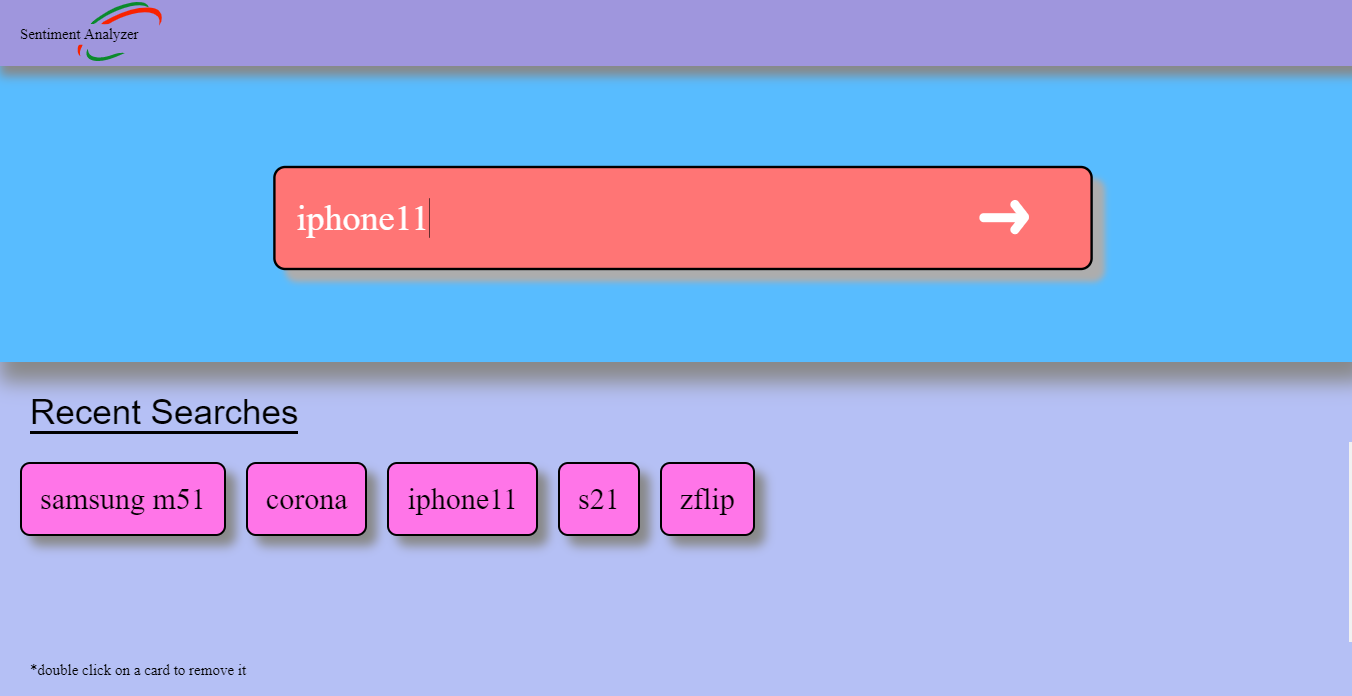 Sentiment Analyzer
iphone11
Recent Searches
samsung m51
corona
iphone11
s21
zflip
*double click on a card to remove it